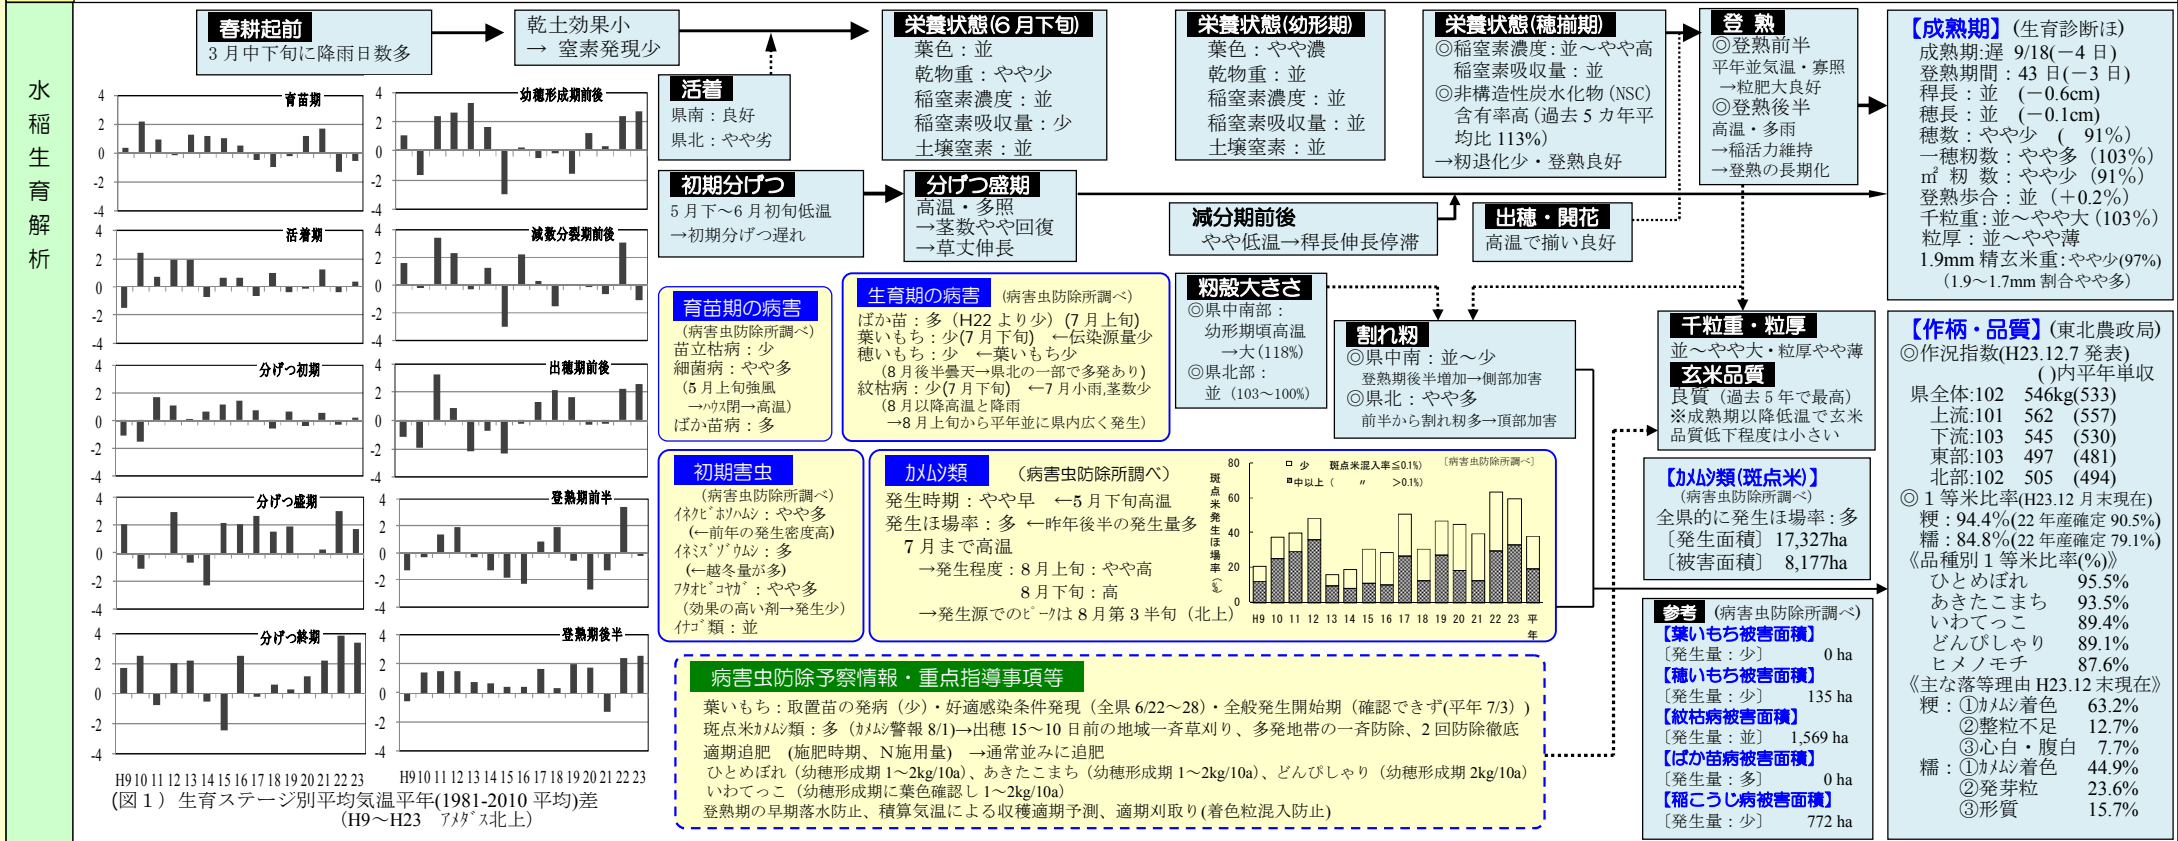 水稲生育解析
春耕起前
3月中下旬に降雨日数多
乾土効果小
→ 窒素発現少
活着
県南：良好
県北：やや劣
栄養状態(6月下旬)
葉色：並
乾物重：やや少
稲窒素濃度：並
稲窒素吸収量：少
土壌窒素：並
栄養状態(幼形期)
葉色：やや濃
乾物重：並
稲窒素濃度：並
稲窒素吸収量：並
土壌窒素：並
栄養状態(穂揃期)
◎稲窒素濃度：並～やや高
稲窒素吸収量：並
◎非構造性炭水化物(NSC)
含有率高(過去5カ年平
均比113%)
→籾退化少・登熟良好
登 熟
◎登熟前半
平年並気温・寡照
→粒肥大良好
◎登熟後半
高温・多雨
→稲活力維持
→登熟の長期化
初期分げつ
5月下～6月初旬低温
→初期分げつ遅れ
分げつ盛期
高温・多照
→茎数やや回復
→草丈伸長
減分期前後
やや低温→稈長伸長停滞
出穂・開花
高温で揃い良好
【成熟期】(生育診断ほ)
成熟期:遅 9/18(－4日)
登熟期間：43日(－3日)
稈長：並 (－0.6cm)
穂長：並 (－0.1cm)
穂数：やや少 ( 91%)
一穂籾数：やや多 (103%)
㎡ 籾 数：やや少 (91%)
登熟歩合：並 (＋0.2%)
千粒重:並～やや大(103%)
粒厚：並～やや薄
1.9mm精玄米重:やや少(97%)
(1.9～1.7mm割合やや多)
育苗期
幼穂形成期前後
活着期
減数分裂期前後
分げつ初期
出穂期前後
分げつ盛期
登熟期前半
分げつ終期
登熟期後半
4
2
0
-2
-4
H9 10 11 12 13 14 15 16 17 18 19 20 21 22 23
H9 10 11 12 13 14 15 16 17 18 19 20 21 22 23
(図1) 生育ステージ別平均気温平年(1981-2010平均)差
(H9～H23 アメダス北上)
育苗期の病害
(病害虫防除所調べ)
苗立枯病：少
細菌病：やや多
(5月上旬強風
→ハウス閉→高温)
ばか苗病：多
生育期の病害 (病害虫防除所調べ)
ばか苗：多 (H22より少) (7月上旬)
葉いもち：少(7月下旬) ←伝染源量少
穂いもち：少 ←葉いもち少
(8月後半曇天→県北の一部で多発あり)
紋枯病：少(7月下旬) ←7月小雨,茎数少
(8月以降高温と降雨
→8月上旬から平年並に県内広く発生)
籾殻大きさ
◎県中南部：
幼形期頃高温
→大(118%)
◎県北部：
並 (103～100%)
割れ籾
◎県中南：並～少
登熟期後半増加→側部加害
◎県北：やや多
前半から割れ籾多→頂部加害
千粒重・粒厚
並～やや大・粒厚やや薄
玄米品質
良質 (過去5年で最高)
※成熟期以降低温で玄米
品質低下程度は小さい
初期害虫
(病害虫防除所調べ)
イネクビホソハムシ：やや多
(←前年の発生密度高)
イネミズゾウムシ：多
(←越冬量が多)
フタオビコヤガ：やや多
(効果の高い剤→発生少)
イナゴ類：並
カメムシ類 (病害虫防除所調べ)
発生時期：やや早 ←5月下旬高温
発生ほ場率：多 ←昨年後半の発生量多
7月まで高温
→発生程度：8月上旬：やや高
8月下旬：高
→発生源でのピークは8月第3半旬 (北上)
斑点米発生ほ場率(%)
80
60
40
20
0
□ 少 斑点米混入率≦0.1%) 〔病害虫防除所調べ〕
■中以上 ( 〃 ＞0.1%)
H9 10 11 12 13 14 15 16 17 18 19 20 21 22 23 平年
【カメムシ類(斑点米)】
(病害虫防除所調べ)
全県的に発生ほ場率：多
〔発生面積〕 17,327ha
〔被害面積〕 8,177ha
病害虫防除予察情報・重点指導事項等
葉いもち：取置苗の発病 (少)・好適感染条件発現 (全県 6/22～28)・全般発生開始期 (確認できず(平年 7/3) )
斑点米カメムシ類：多 (カメムシ警報 8/1)→出穂15～10日前の地域一斉草刈り、多発地帯の一斉防除、2回防除徹底
適期追肥 (施肥時期、N施用量) →通常並みに追肥
ひとめぼれ (幼穂形成期1～2kg/10a)、あきたこまち (幼穂形成期1～2kg/10a)、どんぴしゃり (幼穂形成期2kg/10a)
いわてっこ (幼穂形成期に葉色確認し1～2kg/10a)
登熟期の早期落水防止、積算気温による収穫適期予測、適期刈取り(着色粒混入防止)
参考 (病害虫防除所調べ)
【葉いもち被害面積】
〔発生量：少〕 0 ha
【穂いもち被害面積】
〔発生量：少〕 135 ha
【紋枯病被害面積】
〔発生量：並〕 1,569 ha
【ばか苗病被害面積】
〔発生量：多〕 0 ha
【稲こうじ病被害面積】
〔発生量：少〕 772 ha
【作柄・品質】(東北農政局)
◎作況指数(H23.12.7発表)
( )内平年単収
県全体:102 546kg(533)
上流:101 562 (557)
下流:103 545 (530)
東部:103 497 (481)
北部:102 505 (494)
◎1等米比率(H23.12月末現在)
粳：94.4%(22年産確定90.5%)
糯：84.8%(22年産確定79.1%)
《品種別1等米比率(%)》
ひとめぼれ 95.5%
あきたこまち 93.5%
いわてっこ 89.4%
どんぴしゃり 89.1%
ヒメノモチ 87.6%
《主な落等理由H23.12末現在》
粳：①カメムシ着色 63.2%
②整粒不足 12.7%
③心白・腹白 7.7%
糯：①カメムシ着色 44.9%
②発芽粒 23.6%
③形質 15.7%